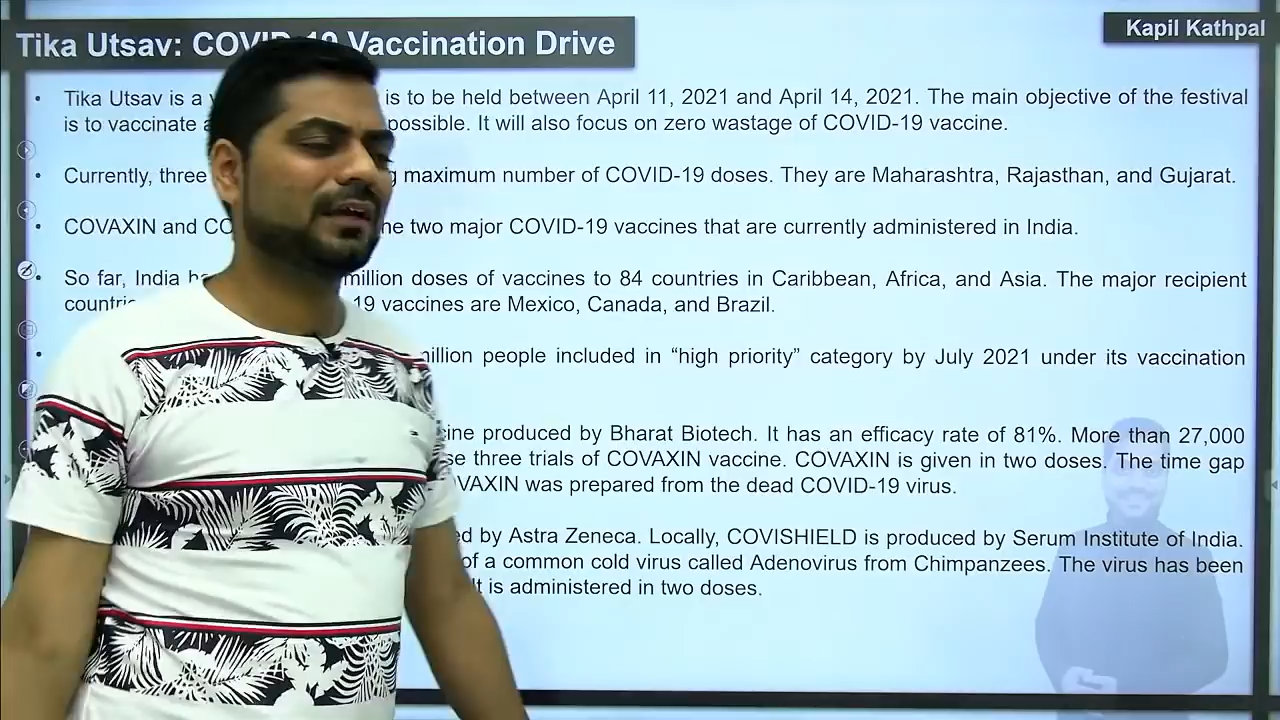 Tika Utsav: COVID-19 Vaccination Drive
Kapil Kathpal
• Tika Utsav is a is to be held between April 11, 2021 and April 14, 2021. The main objective of the festival
is to vaccinate possible. It will also focus on zero wastage of COVID-19 vaccine.
• Currently, three maximum number of COVID-19 doses. They are Maharashtra, Rajasthan, and Gujarat.
• COVAXIN and two major COVID-19 vaccines that are currently administered in India.
• So far, India million doses of vaccines to 84 countries in Caribbean, Africa, and Asia. The major recipient
19 vaccines are Mexico, Canada, and Brazil.
• million people included in “high priority” category by July 2021 under its vaccination
produced by Bharat Biotech. It has an efficacy rate of 81%. More than 27,000
three trials of COVAXIN vaccine. COVAXIN is given in two doses. The time gap
was prepared from the dead COVID-19 virus.
by Astra Zeneca. Locally, COVISHIELD is produced by Serum Institute of India.
of a common cold virus called Adenovirus from Chimpanzees. The virus has been
It is administered in two doses.